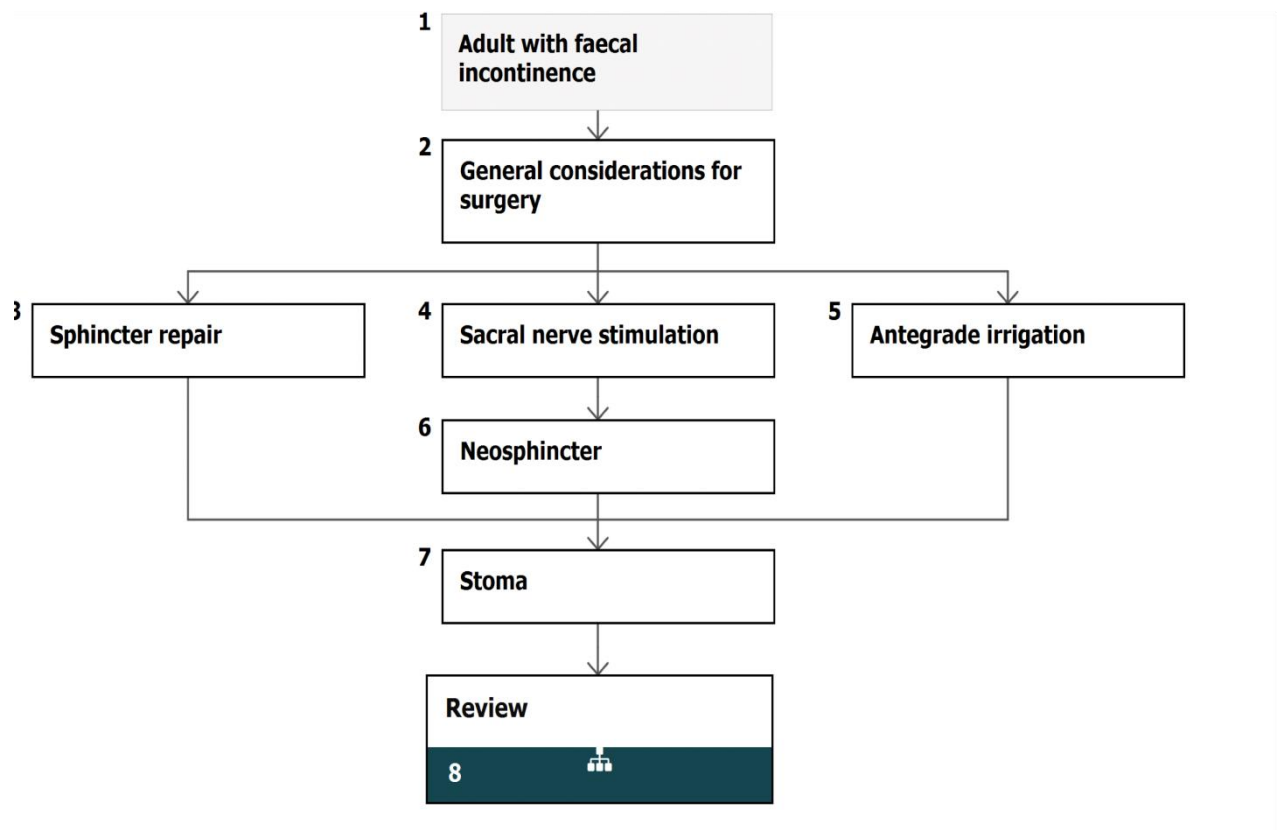 1
Adult with faecal
incontinence
2
General considerations for
surgery
3
Sphincter repair
4
Sacral nerve stimulation
5
Antegrade irrigation
6
Neosphincter
7
Stoma
Review
8